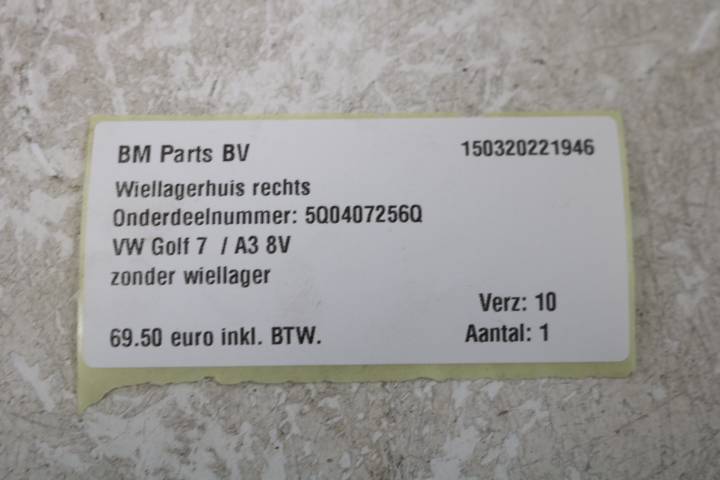 BM Parts BV 150320221946
Wiellagerhuis rechts
Onderdeelnummer: 5Q0407256Q
VW Golf 7 / A3 8V
zonder wiellager
Verz: 10
69.50 euro inkl. BTW. Aantal: 1